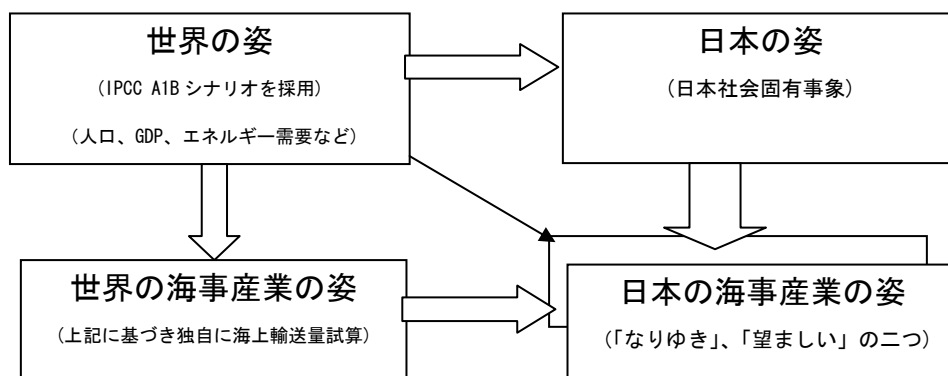 世界の姿
(IPCC A1B シナリオを採用)
(人口、GDP、エネルギー需要など)
日本の姿
(日本社会固有事象)
世界の海事産業の姿
(上記に基づき独自に海上輸送量試算)
日本の海事産業の姿
(「なりゆき」、「望ましい」の二つ)